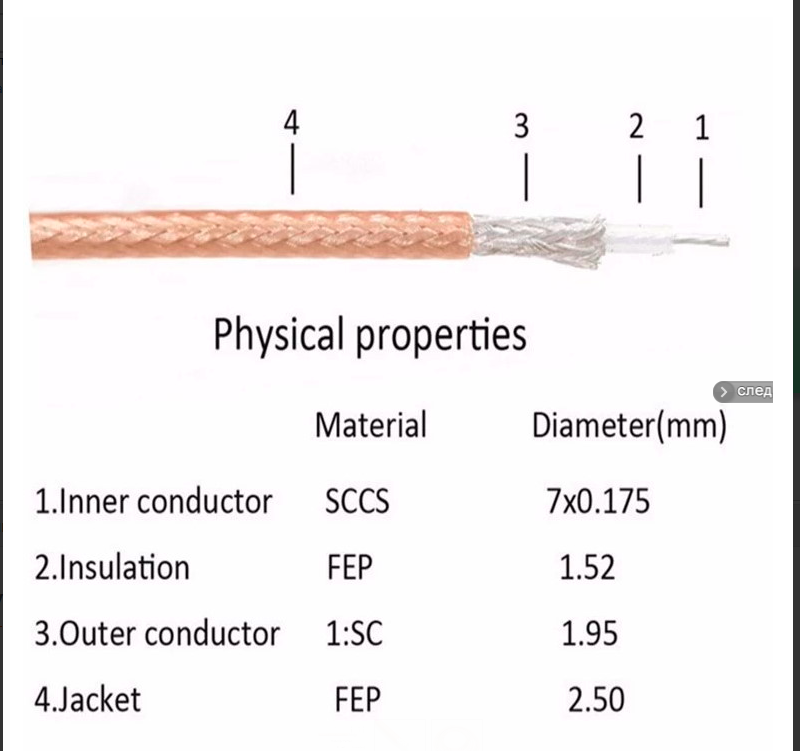 4 3 2 1
Physical properties
след
Material Diameter(mm)
1.Inner conductor SCCS 7x0.175
2.Insulation FEP 1.52
3.Outer conductor 1:SC 1.95
4.Jacket FEP 2.50